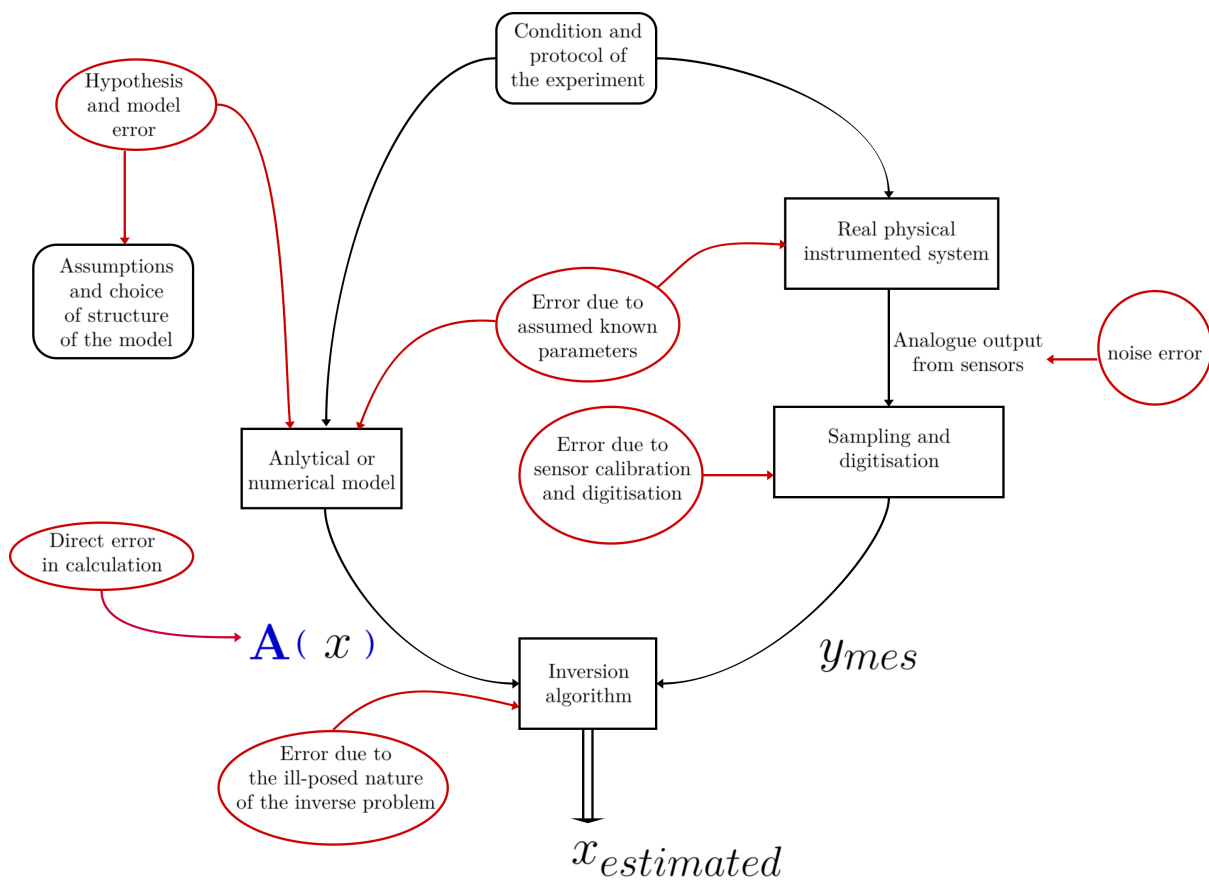 Condition and
protocol of
the experiment
Hypothesis
and model
error
Real physical
instrumented system
Assumptions
and choice
of structure
of the model
Error due to
assumed known
parameters
Analogue output
from sensors
noise error
Anlytical or
numerical model
Error due to
sensor calibration
and digitisation
Sampling and
digitisation
Direct error
in calculation
A( x )
Inversion
algorithm
y_mes
Error due to
the ill-posed nature
of the inverse problem
x_estimated